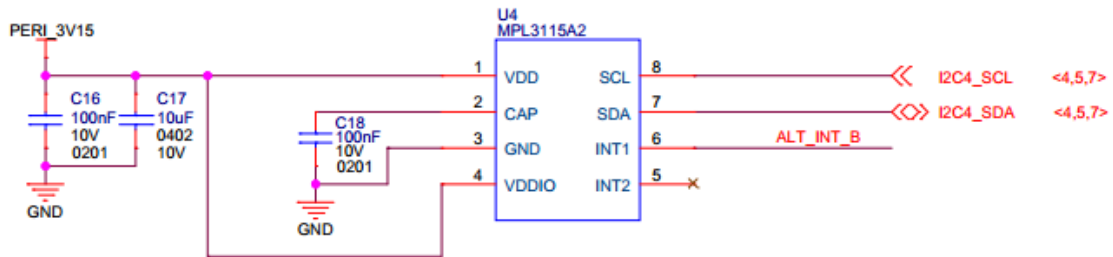 U4
MPL3115A2
PERI_3V15
1 VDD SCL 8 I2C4_SCL <4,5,7>
C16 C17
100nF 10uF
10V 0402
0201 10V
2 CAP SDA 7 I2C4_SDA <4,5,7>
C18
100nF
10V
0201
3 GND INT1 6 ALT_INT_B
4 VDDIO INT2 5
GND
GND